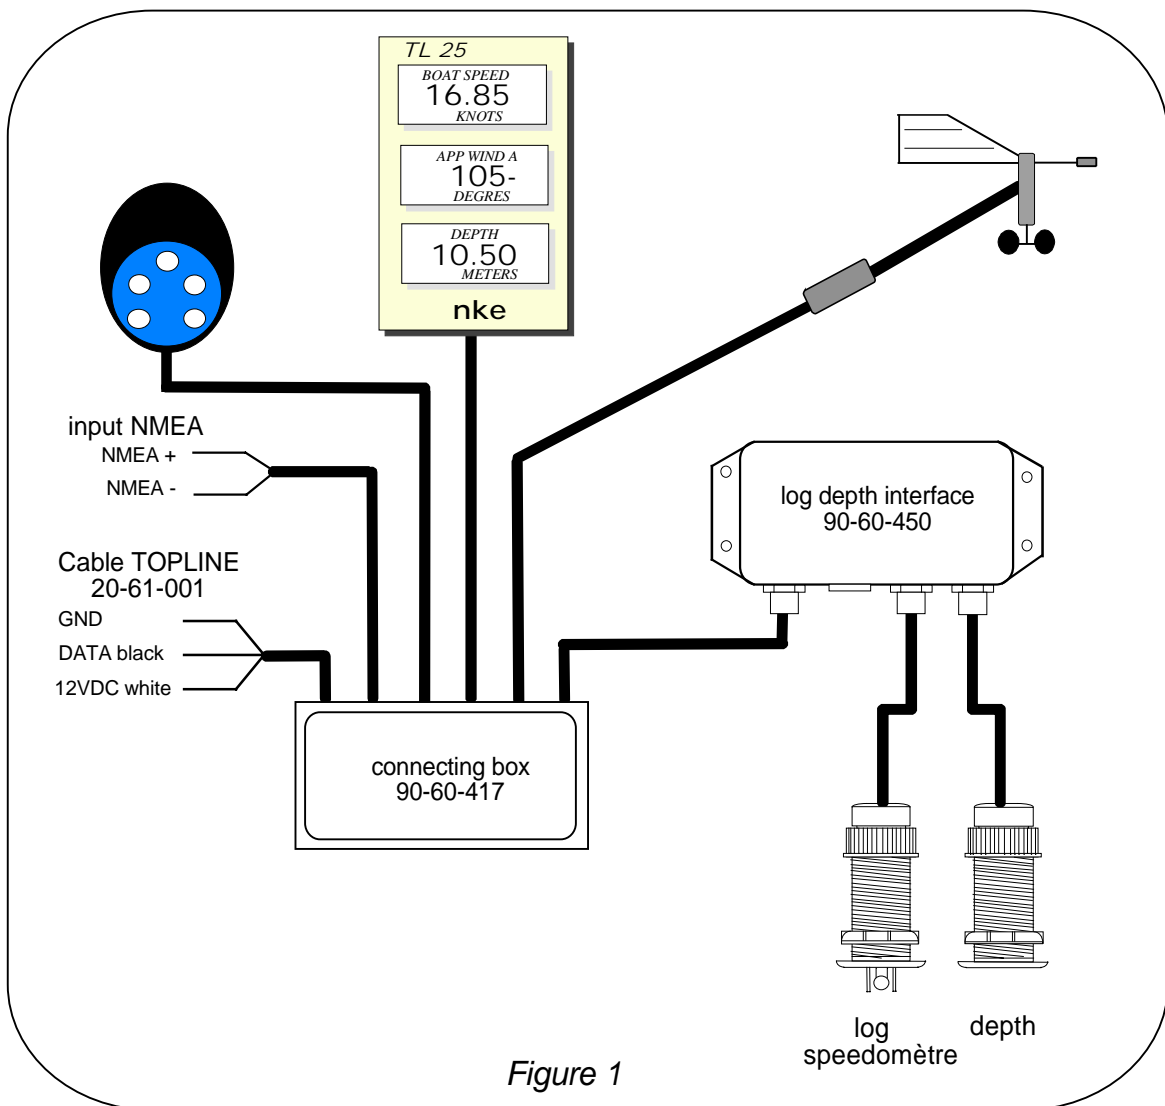 TL 25
BOAT SPEED
16.85
KNOTS
APP WIND A
105-
DEGRES
DEPTH
10.50
METERS
nke
input NMEA
NMEA +
NMEA -
Cable TOPLINE
20-61-001
GND
DATA black
12VDC white
log depth interface
90-60-450
connecting box
90-60-417
log
speedomètre
depth
Figure 1